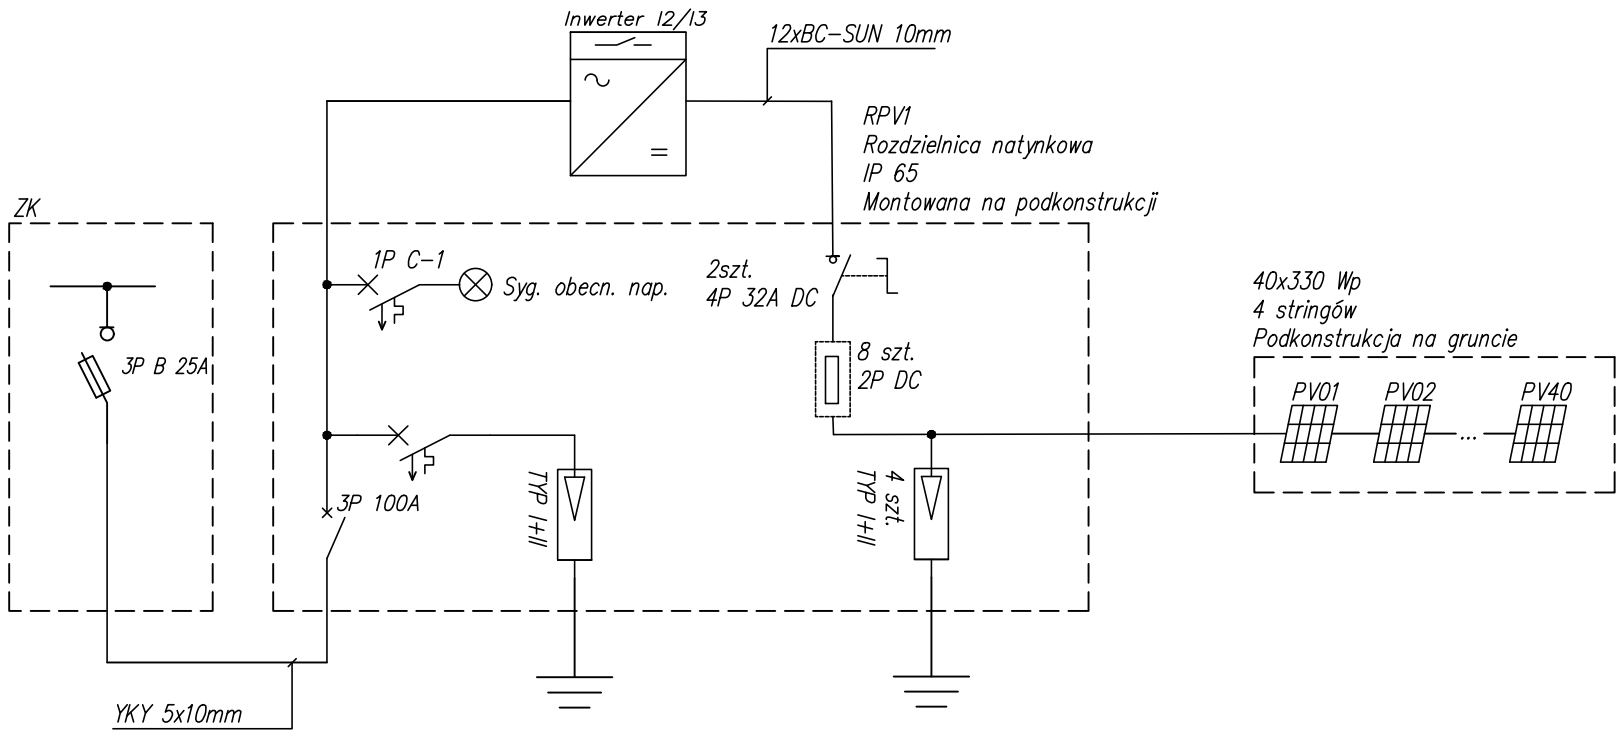 Inwerter I2/I3
12xBC-SUN 10mm
RPV1
Rozdzielnica natynkowa
IP 65
Montowana na podkonstrukcji
ZK
1P C-1
Syg. obecn. nap.
2szt.
4P 32A DC
40x330 Wp
4 stringów
Podkonstrukcja na gruncie
3P B 25A
8 szt.
2P DC
PV01
PV02
...
PV40
3P 100A
TYP I+II
4 szt.
TYP I+II
YKY 5x10mm